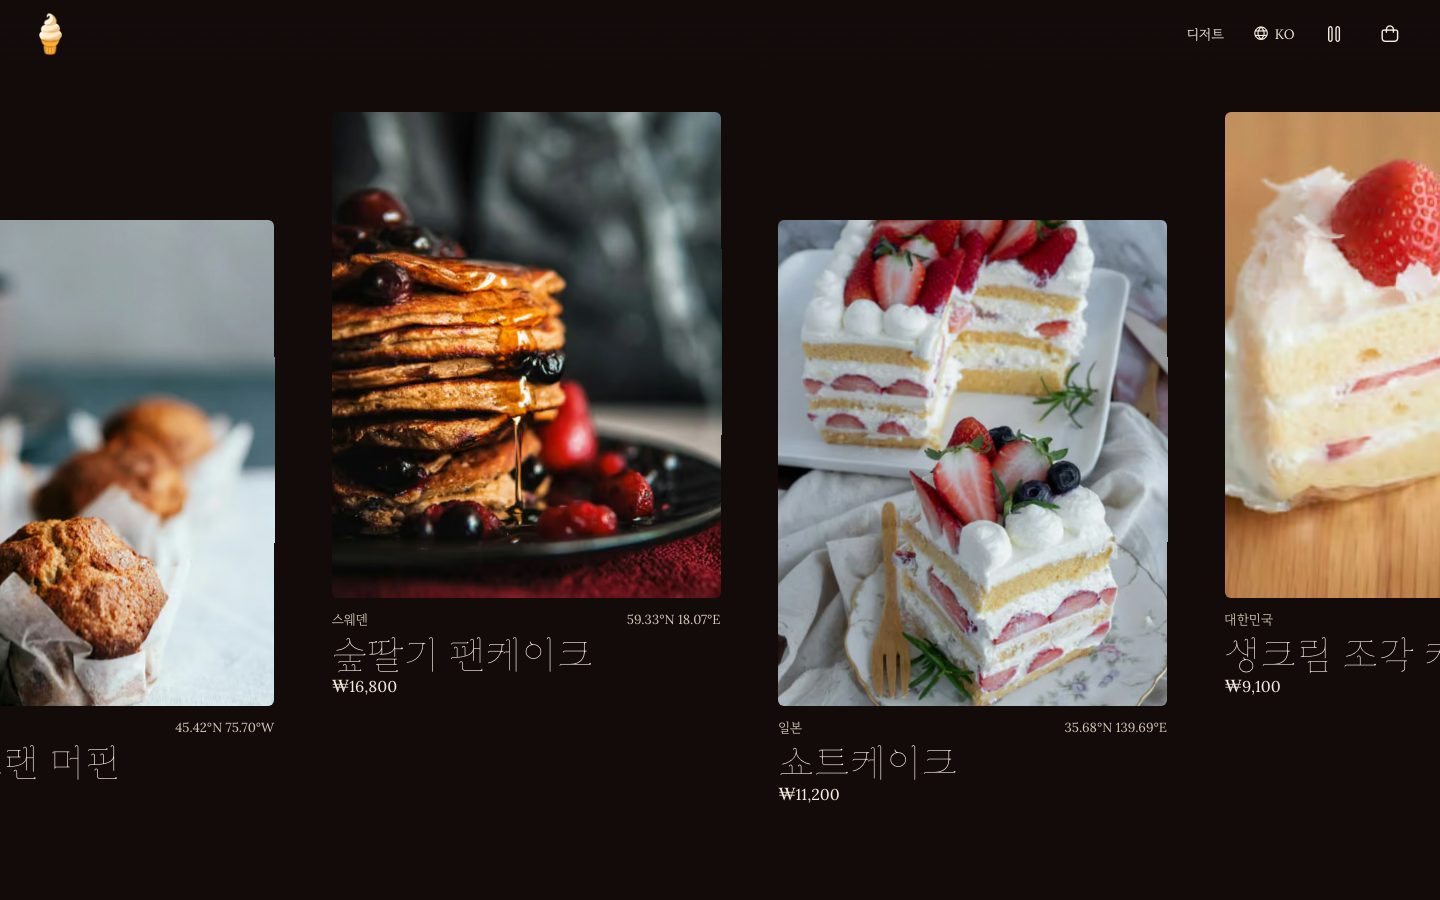 디저트
KO
스웨덴
59.33°N 18.07°E
숲딸기 팬케이크
₩16,800
대한민국
생크림 조각
₩9,100
45.42°N 75.70°W
머핀
일본
35.68°N 139.69°E
쇼트케이크
₩11,200